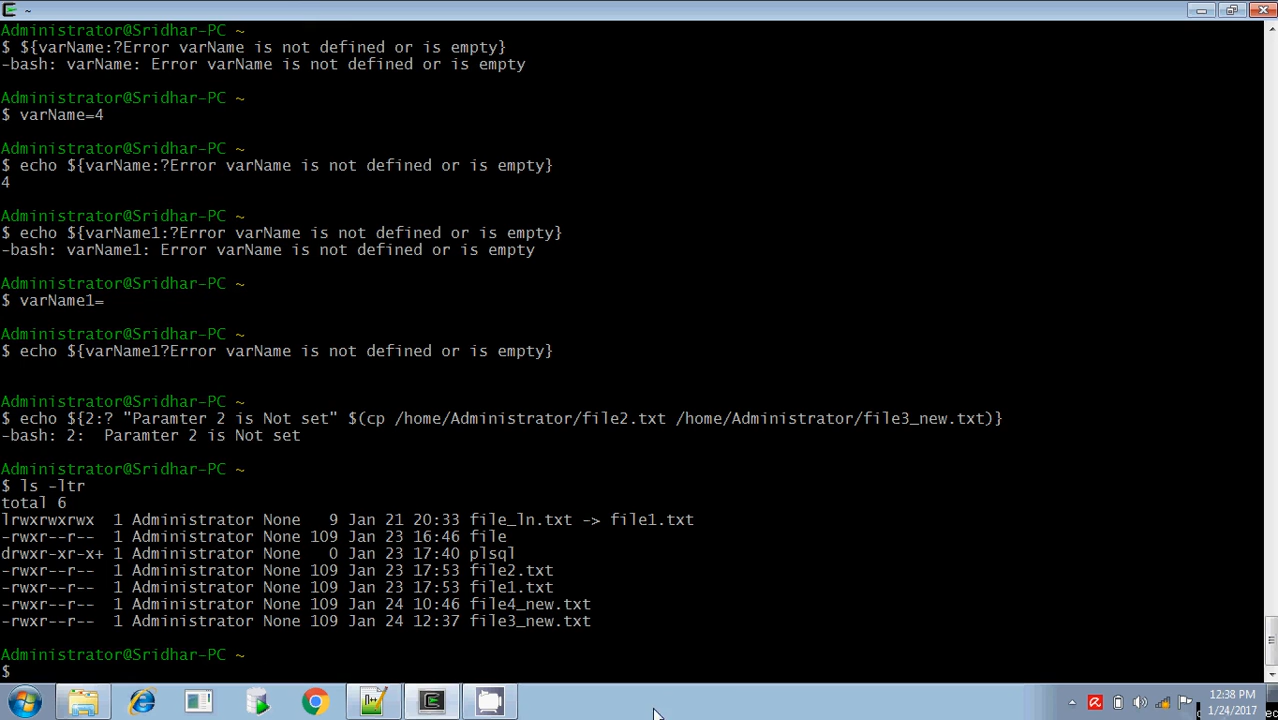 ~
Administrator@Sridhar-PC ~
$ ${varName:?Error varName is not defined or is empty}
-bash: varName: Error varName is not defined or is empty
Administrator@Sridhar-PC ~
$ varName=4
Administrator@Sridhar-PC ~
$ echo ${varName:?Error varName is not defined or is empty}
4
Administrator@Sridhar-PC ~
$ echo ${varName1:?Error varName is not defined or is empty}
-bash: varName1: Error varName is not defined or is empty
Administrator@Sridhar-PC ~
$ varName1=
Administrator@Sridhar-PC ~
$ echo ${varName1?Error varName is not defined or is empty}
Administrator@Sridhar-PC ~
$ echo ${2:? "Paramter 2 is Not set" $(cp /home/Administrator/file2.txt /home/Administrator/file3_new.txt)}
-bash: 2:  Paramter 2 is Not set
Administrator@Sridhar-PC ~
$ ls -ltr
total 6
lrwxrwxrwx  1 Administrator None   9 Jan 21 20:33 file_ln.txt -> file1.txt
-rwxr--r--  1 Administrator None 109 Jan 23 16:46 file
drwxr-xr-x+ 1 Administrator None   0 Jan 23 17:40 plsql
-rwxr--r--  1 Administrator None 109 Jan 23 17:53 file2.txt
-rwxr--r--  1 Administrator None 109 Jan 23 17:53 file1.txt
-rwxr--r--  1 Administrator None 109 Jan 24 10:46 file4_new.txt
-rwxr--r--  1 Administrator None 109 Jan 24 12:37 file3_new.txt
Administrator@Sridhar-PC ~
$
12:38 PM
1/24/2017